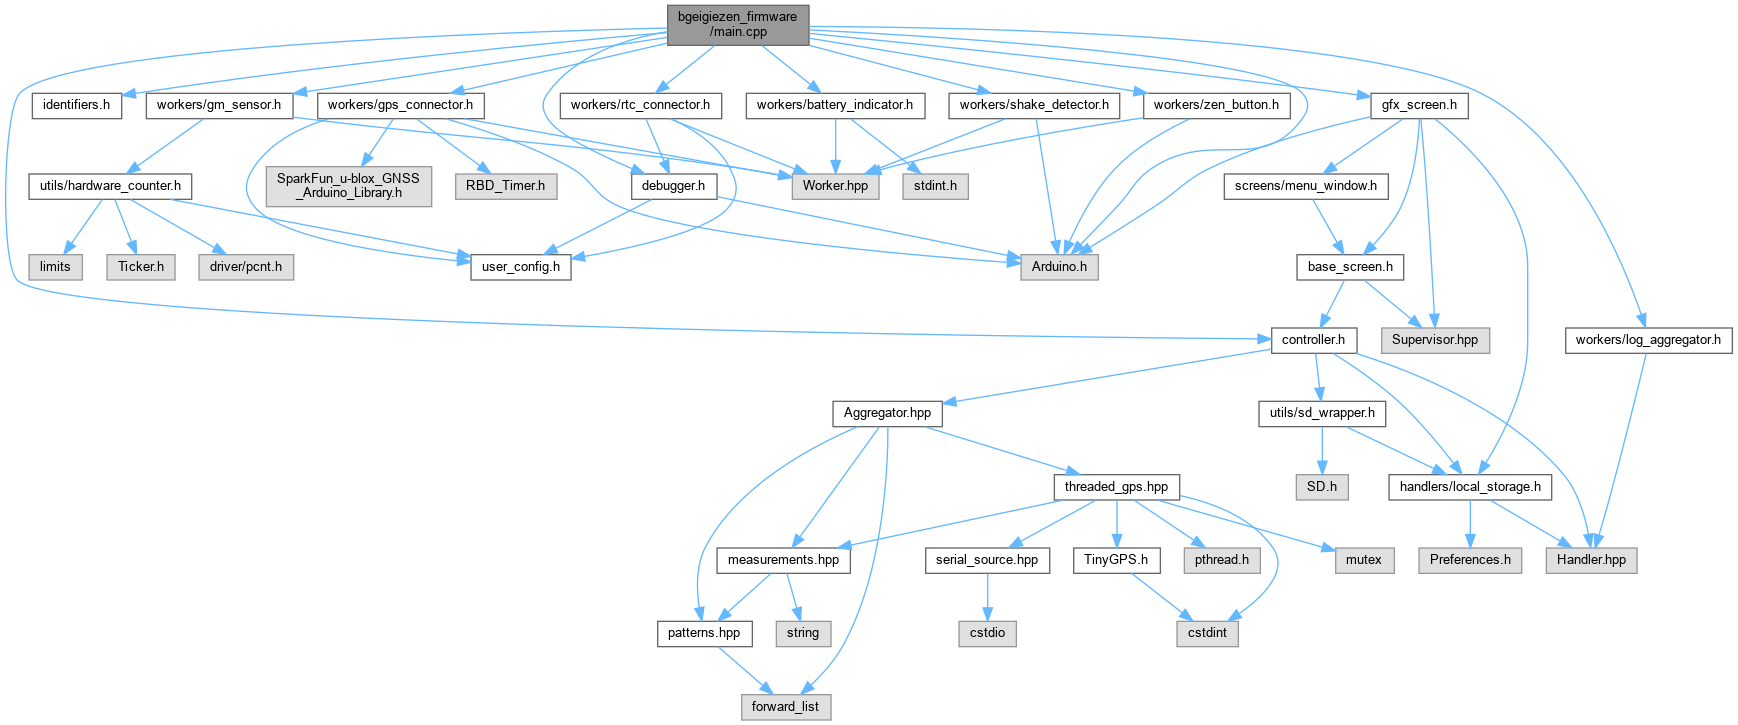 bgeigiezen_firmware
/main.cpp
identifiers.h
workers/gm_sensor.h
workers/gps_connector.h
workers/rtc_connector.h
workers/battery_indicator.h
workers/shake_detector.h
workers/zen_button.h
gfx_screen.h
utils/hardware_counter.h
SparkFun_u-blox_GNSS
_Arduino_Library.h
RBD_Timer.h
debugger.h
Worker.hpp
stdint.h
screens/menu_window.h
limits
Ticker.h
driver/pcnt.h
user_config.h
Arduino.h
base_screen.h
controller.h
Supervisor.hpp
workers/log_aggregator.h
Aggregator.hpp
utils/sd_wrapper.h
threaded_gps.hpp
SD.h
handlers/local_storage.h
measurements.hpp
serial_source.hpp
TinyGPS.h
pthread.h
mutex
Preferences.h
Handler.hpp
patterns.hpp
string
cstdio
cstdint
forward_list